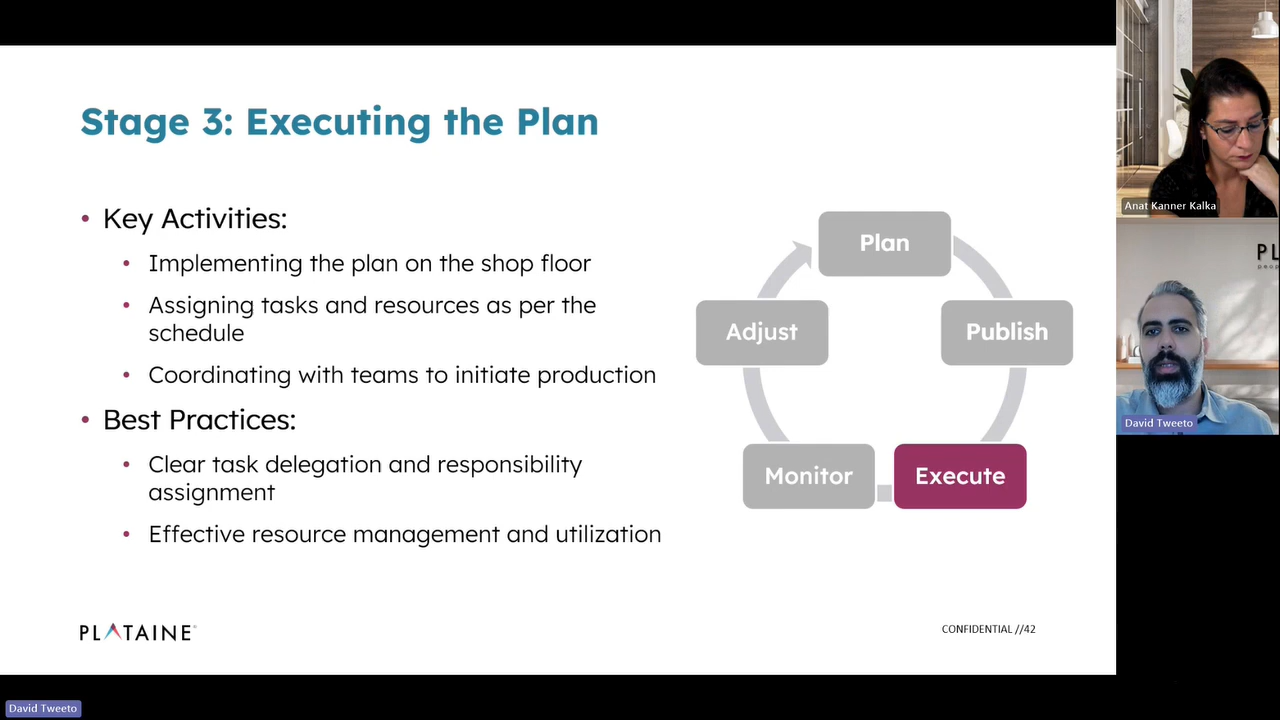 Stage 3: Executing the Plan
• Key Activities:
• Implementing the plan on the shop floor
• Assigning tasks and resources as per the
schedule
• Coordinating with teams to initiate production
• Best Practices:
• Clear task delegation and responsibility
assignment
• Effective resource management and utilization
Plan
Publish
Execute
Monitor
Adjust
PLATAINE
CONFIDENTIAL //42
Anat Kanner Kalka
PL
David Tweeto
David Tweeto